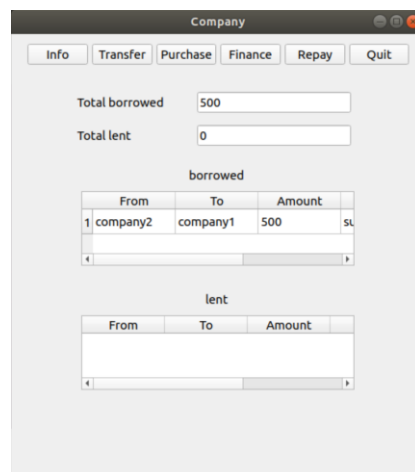 Company
Info Transfer Purchase Finance Repay Quit
Total borrowed 500
Total lent 0
borrowed
From To Amount
1 company2 company1 500
lent
From To Amount